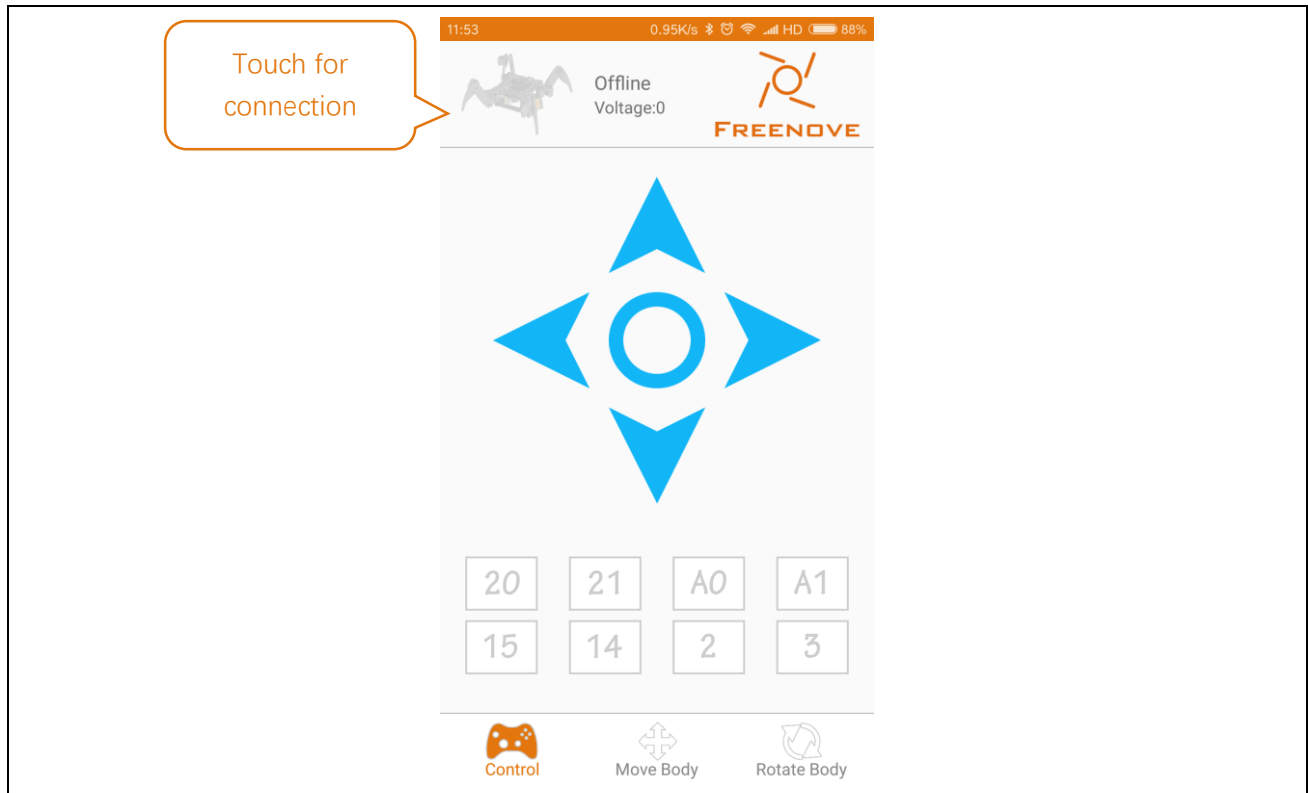 Touch for
connection
11:53 0.95K/s HD 88%
Offline
Voltage:0
FREENOVE
20 21 A0 A1
15 14 2 3
Control Move Body Rotate Body